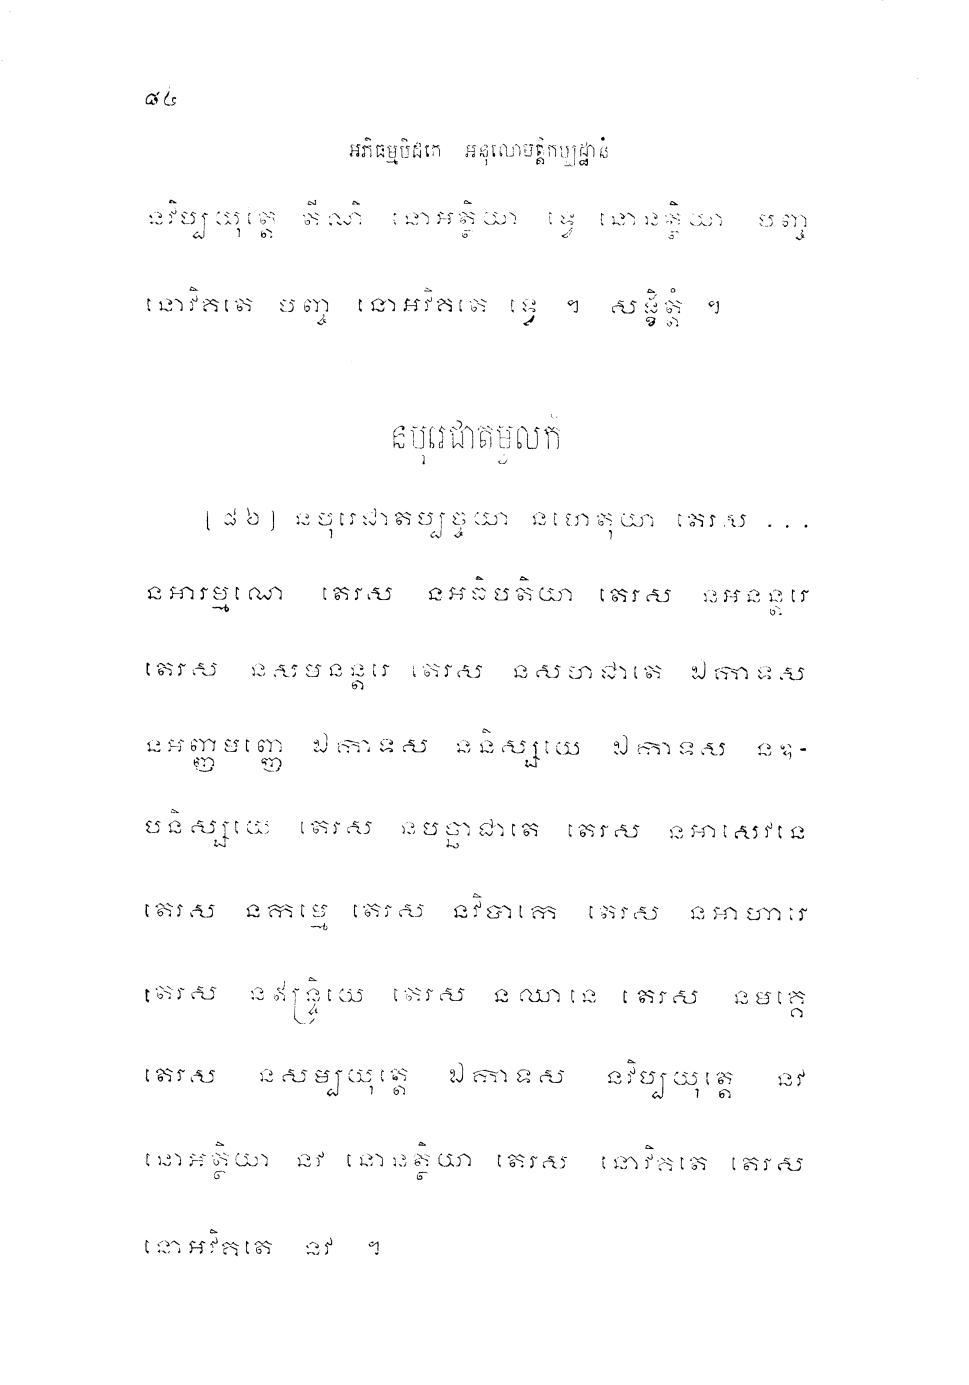 ៨៤
អភិធម្មបិដកេ អនុលោមត្តិកប្បដ្ឋានំ
នវិប្បយុត្តេ តីណិ នោអត្ថិយា ទ្វេ នោនត្ថិយា បញ្ច
នោវិគតេ បញ្ច នោអវិគតេ ទ្វេ ។ សង្ខិត្តំ ។
នបុរេជាតមូលកំ
[៨៦] នបុរេជាតប្បច្ចយា នហេតុយា តេរស ...
នអារម្មណេ តេរស នអធិបតិយា តេរស នអនន្តរេ
តេរស នសមនន្តរេ តេរស នសហជាតេ ឯកាទស
នអញ្ញមញ្ញេ ឯកាទស ននិស្សយេ ឯកាទស នឧ-
បនិស្សយេ តេរស នបច្ឆាជាតេ តេរស នអាសេវនេ
តេរស នកម្មេ តេរស នវិបាកេ តេរស នអាហារេ
តេរស នឥន្ទ្រិយេ តេរស នឈានេ តេរស នមគ្គេ
តេរស នសម្បយុត្តេ ឯកាទស នវិប្បយុត្តេ នវ
នោអត្ថិយា នវ នោនត្ថិយា តេរស នោវិគតេ តេរស
នោអវិគតេ នវ ។